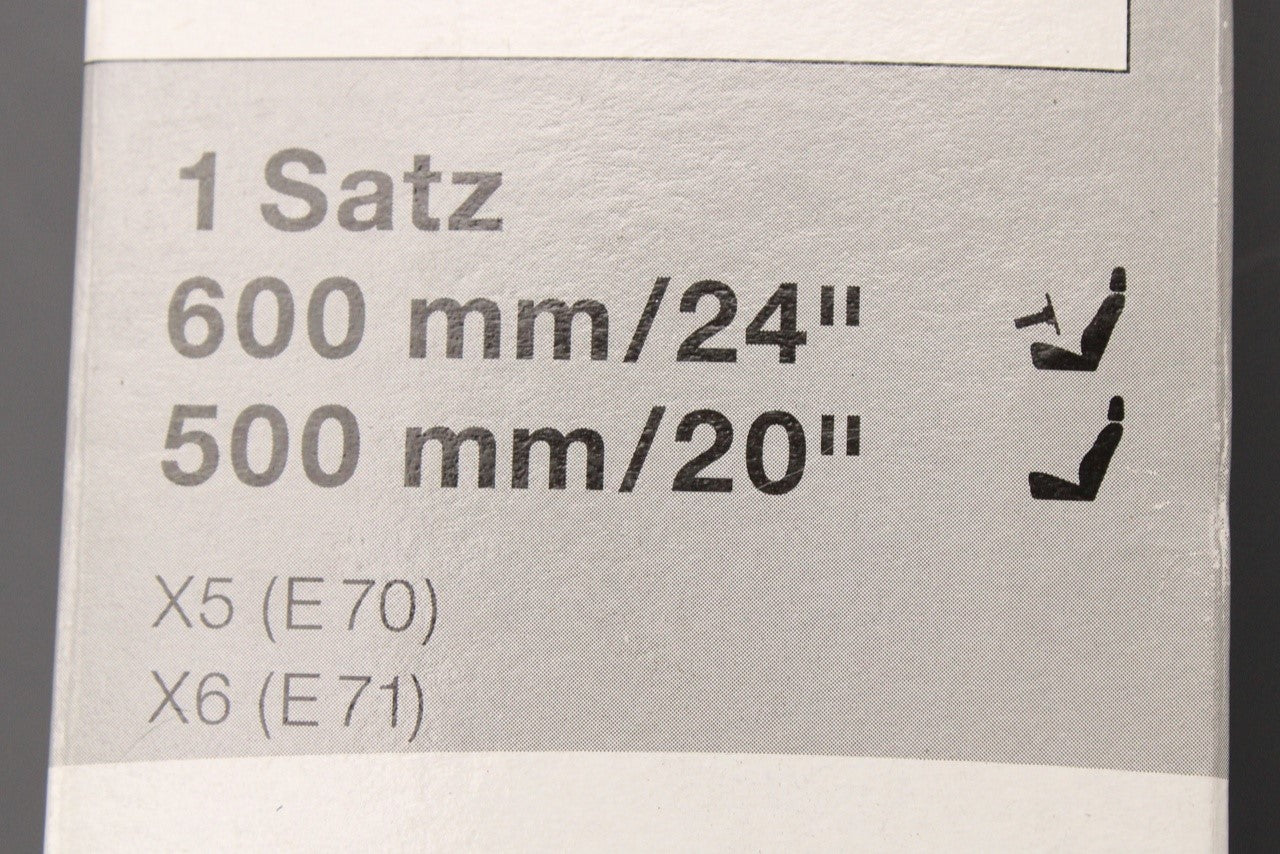 1 Satz
600 mm/24"
500 mm/20"
X5 (E 70)
X6 (E 71)